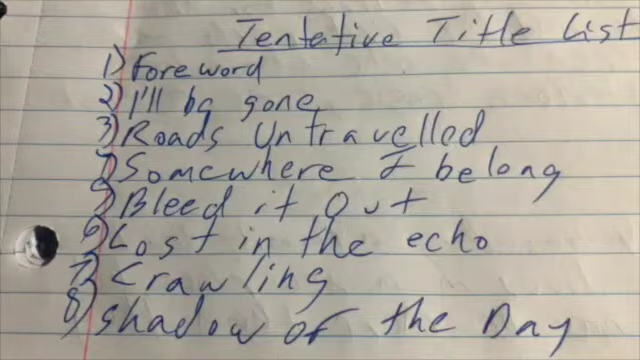 Tentative Title List
1) Foreword
2) I'll be gone
3) Roads Untravelled
4) Somewhere I belong
5) Bleed it Out
6) Lost in the echo
7) Crawling
8) Shadow of the Day